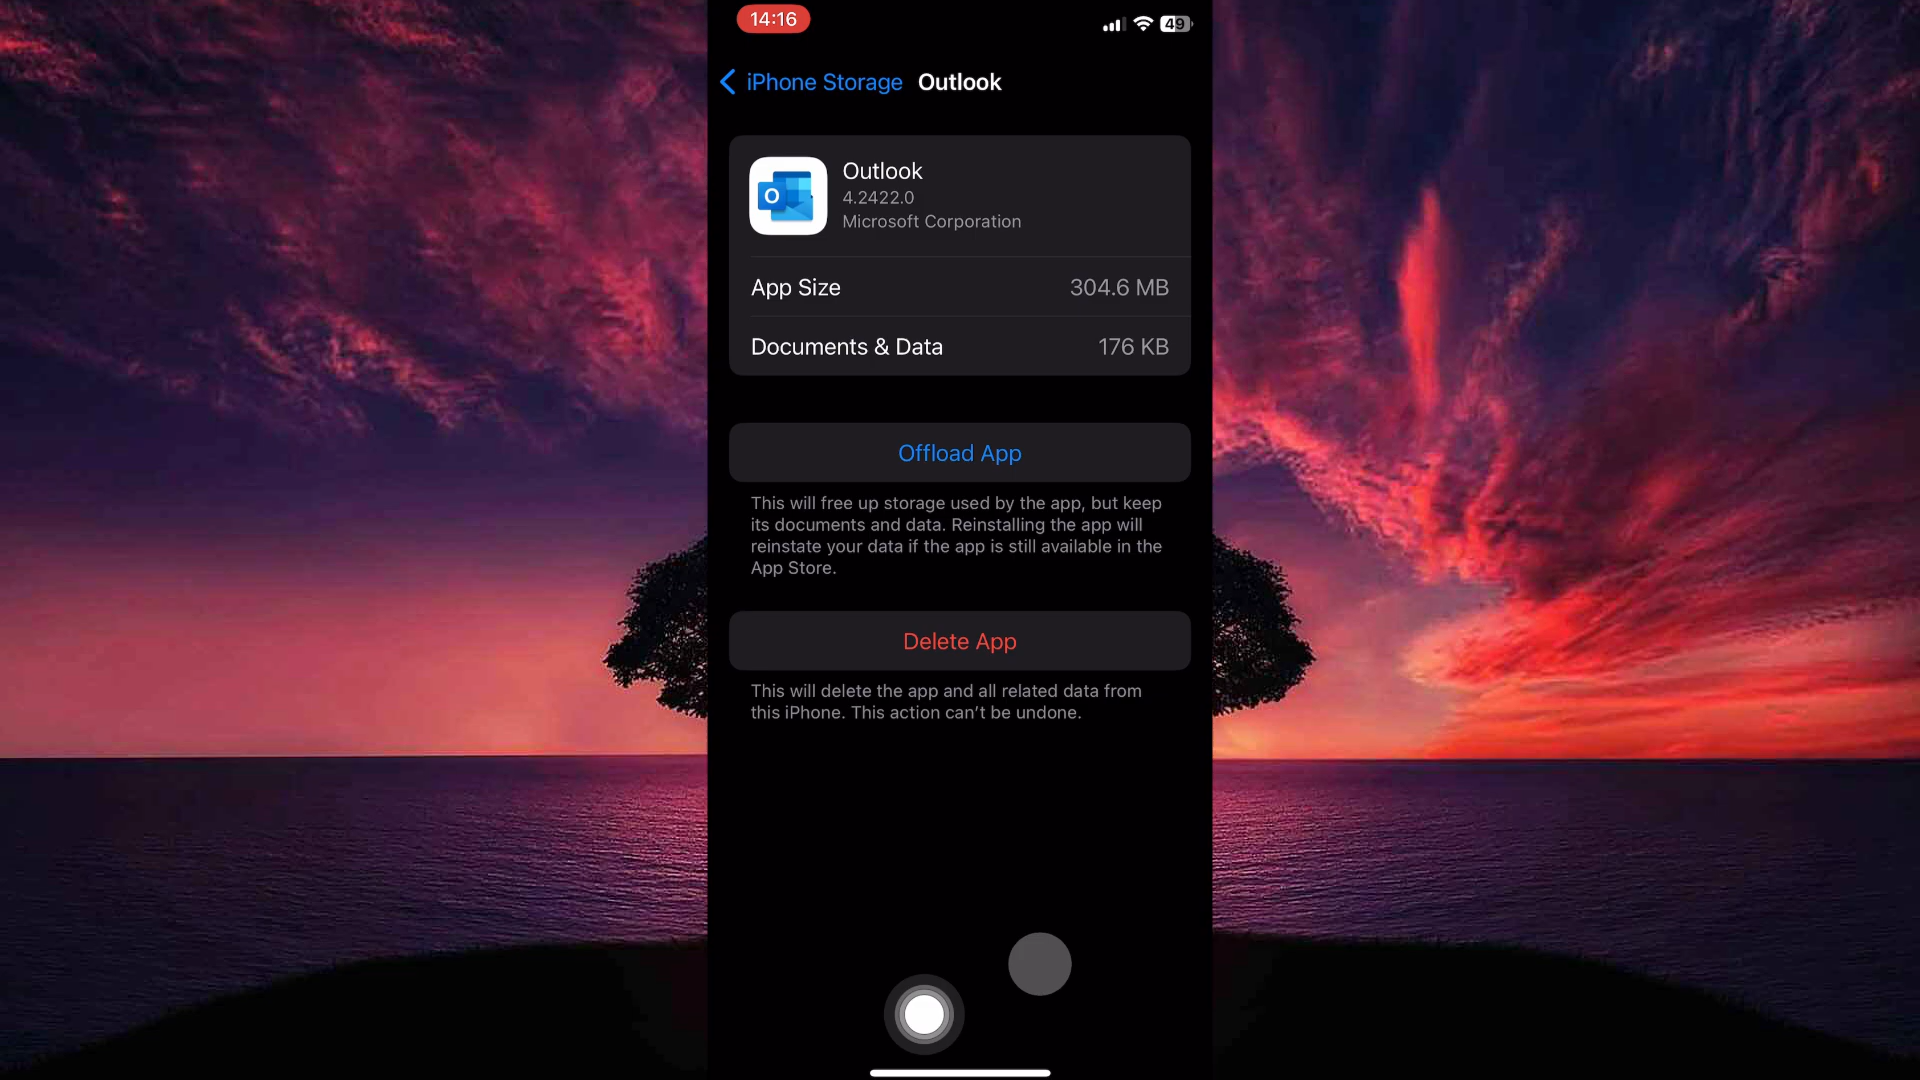 14:16
49
iPhone Storage Outlook
O
Outlook
4.2422.0
Microsoft Corporation
App Size 304.6 MB
Documents & Data 176 KB
Offload App
This will free up storage used by the app, but keep
its documents and data. Reinstalling the app will
reinstate your data if the app is still available in the
App Store.
Delete App
This will delete the app and all related data from
this iPhone. This action can’t be undone.